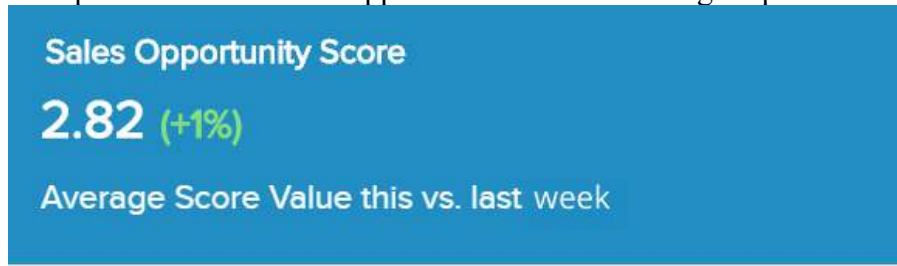 Sales Opportunity Score
2.82 (+1%)
Average Score Value this vs. last week